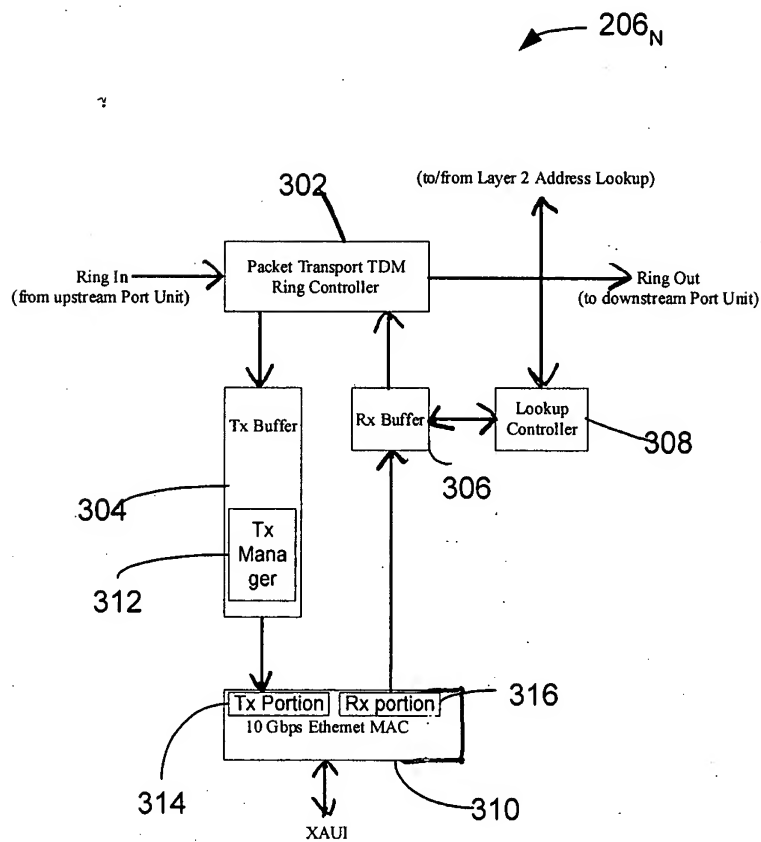 206N
302
(to/from Layer 2 Address Lookup)
Packet Transport TDM
Ring Controller
Ring In
(from upstream Port Unit)
Ring Out
(to downstream Port Unit)
Tx Buffer
Rx Buffer
Lookup
Controller
308
306
304
Tx
Mana
ger
312
Tx Portion
Rx portion
316
10 Gbps Ethernet MAC
314
310
XAUI